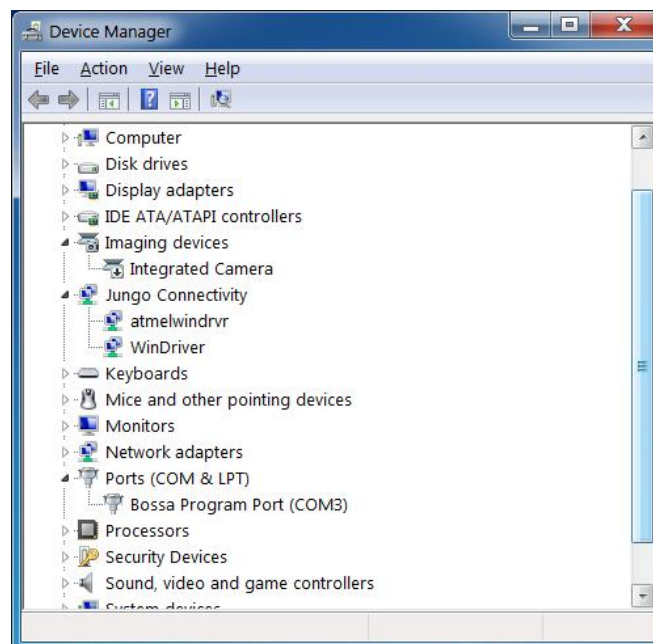 Device Manager
File Action View Help
Computer
Disk drives
Display adapters
IDE ATA/ATAPI controllers
Imaging devices
Integrated Camera
Jungo Connectivity
atmelwindrvr
WinDriver
Keyboards
Mice and other pointing devices
Monitors
Network adapters
Ports (COM & LPT)
Bossa Program Port (COM3)
Processors
Security Devices
Sound, video and game controllers
System devices